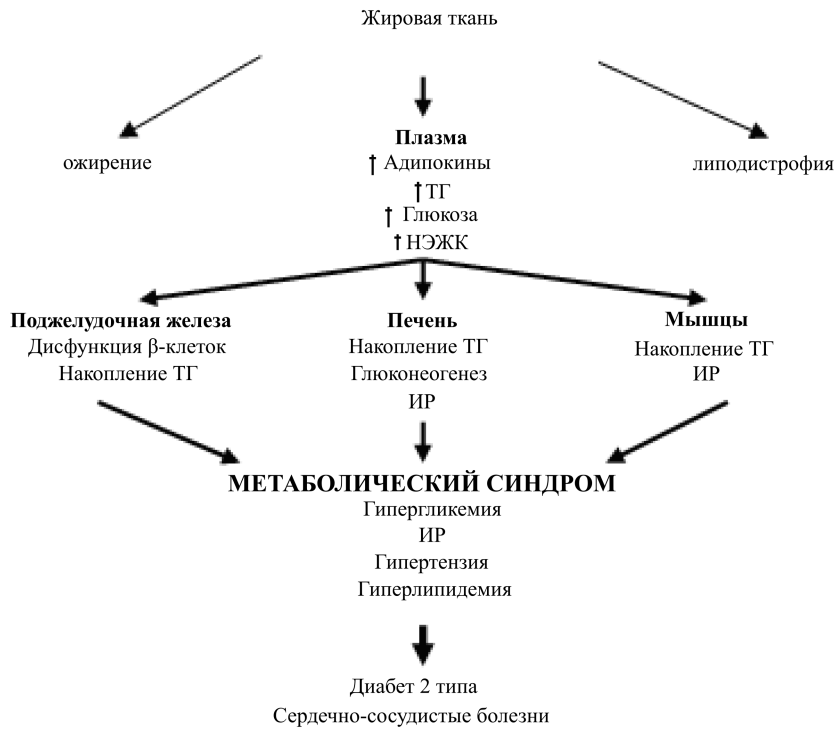 Жировая ткань
ожирение
Плазма
↑ Адипокины
↑ ТГ
↑ Глюкоза
↑ НЭЖК
липодистрофия
Поджелудочная железа
Дисфункция β-клеток
Накопление ТГ
Печень
Накопление ТГ
Глюконеогенез
ИР
Мышцы
Накопление ТГ
ИР
МЕТАБОЛИЧЕСКИЙ СИНДРОМ
Гипергликемия
ИР
Гипертензия
Гиперлипидемия
Диабет 2 типа
Сердечно-сосудистые болезни